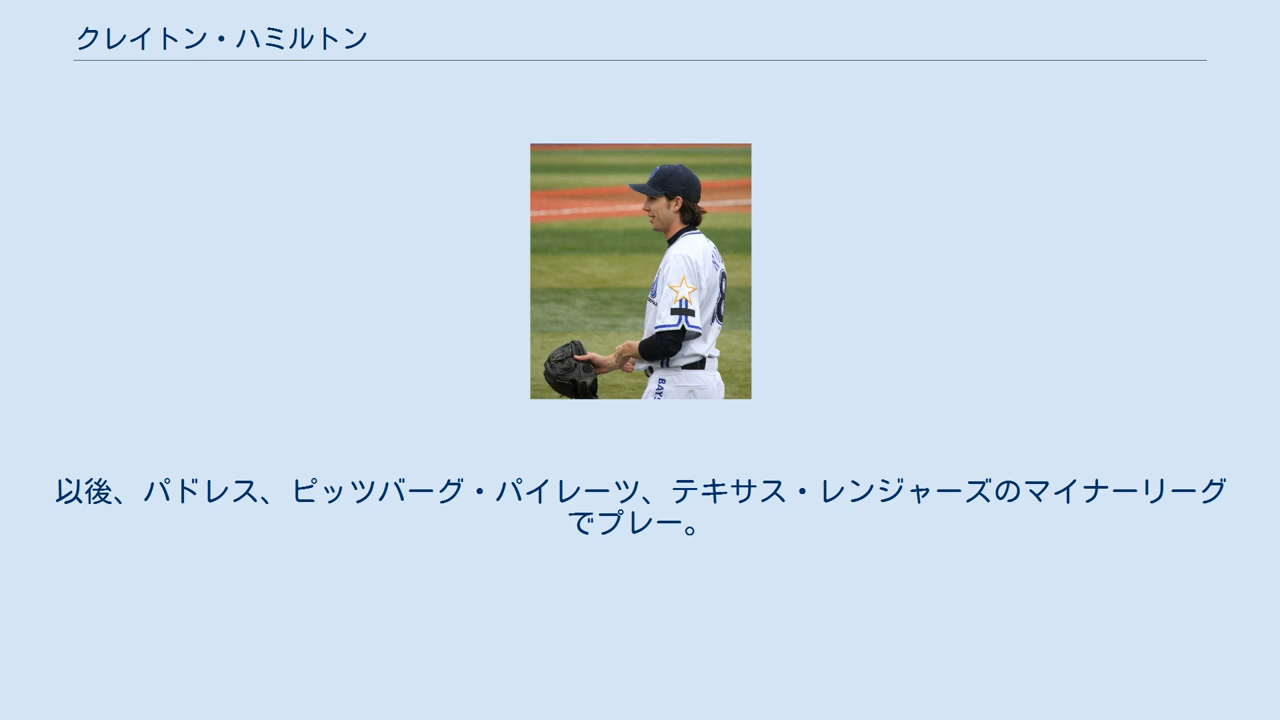 クレイトン・ハミルトン
以後、パドレス、ピッツバーグ・パイレーツ、テキサス・レンジャーズのマイナーリーグ
でプレー。